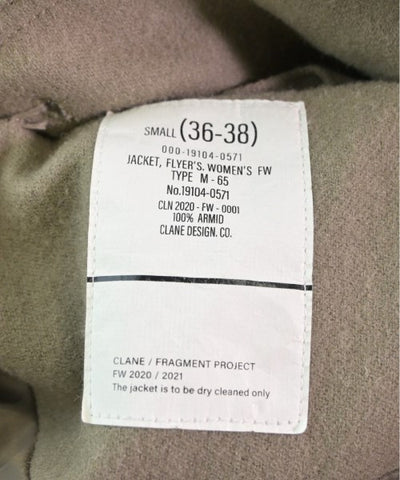 SMALL (36-38)
000-19104-0571
JACKET, FLYER'S. WOMEN'S FW
TYPE M-65
No.19104-0571
CLN 2020 - FW - 0001
100% ARMID
CLANE DESIGN. CO.
CLANE / FRAGMENT PROJECT
FW 2020 / 2021
The jacket is to be dry cleaned only